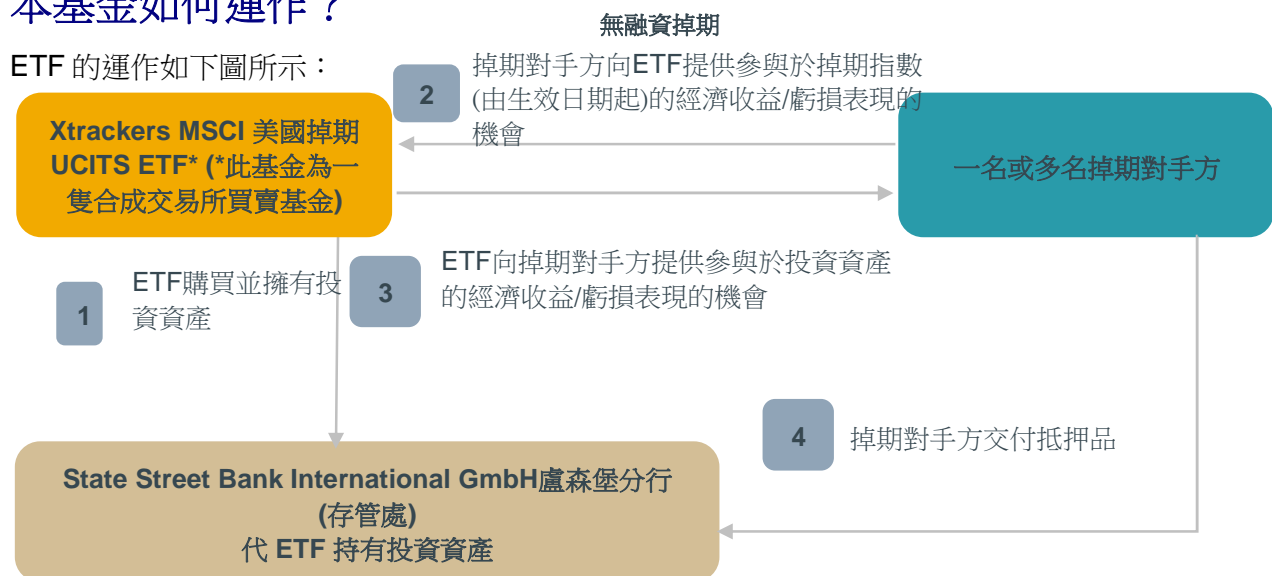 本基金如何運作？
無融資掉期
ETF 的運作如下圖所示：
2
掉期對手方向ETF提供參與於掉期指數
(由生效日期起)的經濟收益/虧損表現的
機會
Xtrackers MSCI 美國掉期
UCITS ETF* (*此基金為一
隻合成交易所買賣基金)
一名或多名掉期對手方
1
ETF購買並擁有投
資資產
3
ETF向掉期對手方提供參與於投資資產
的經濟收益/虧損表現的機會
4
掉期對手方交付抵押品
State Street Bank International GmbH盧森堡分行
(存管處)
代 ETF 持有投資資產